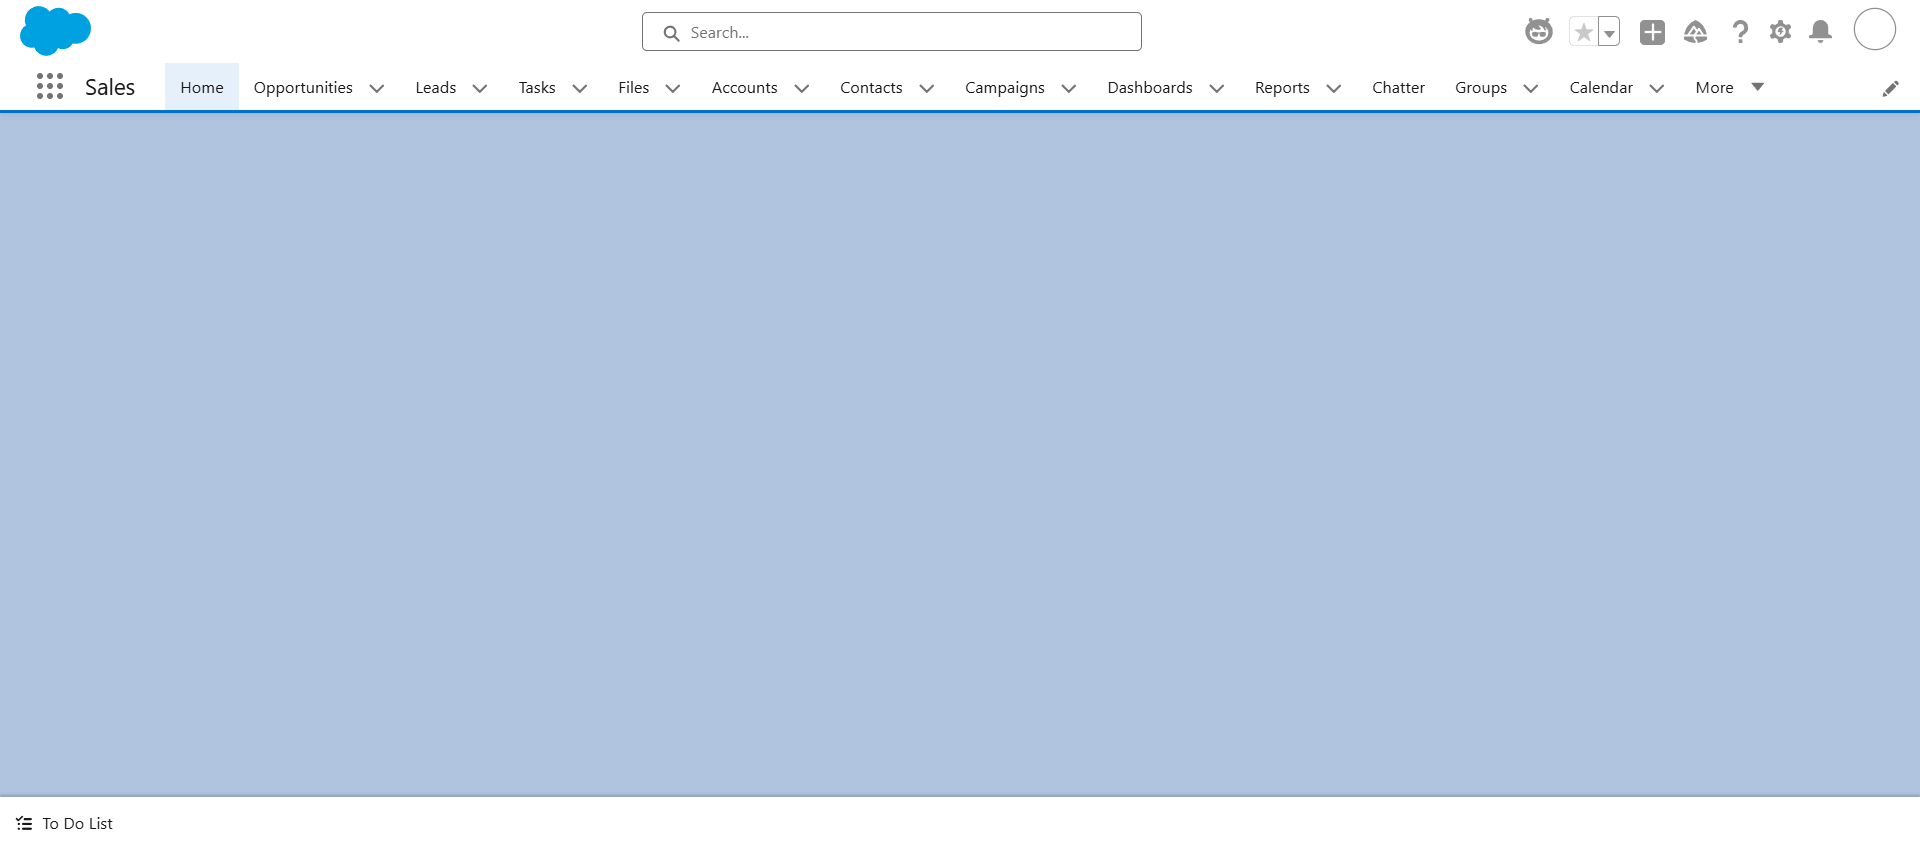 Search...
Sales Home Opportunities Leads Tasks Files Accounts Contacts Campaigns Dashboards Reports Chatter Groups Calendar More
To Do List